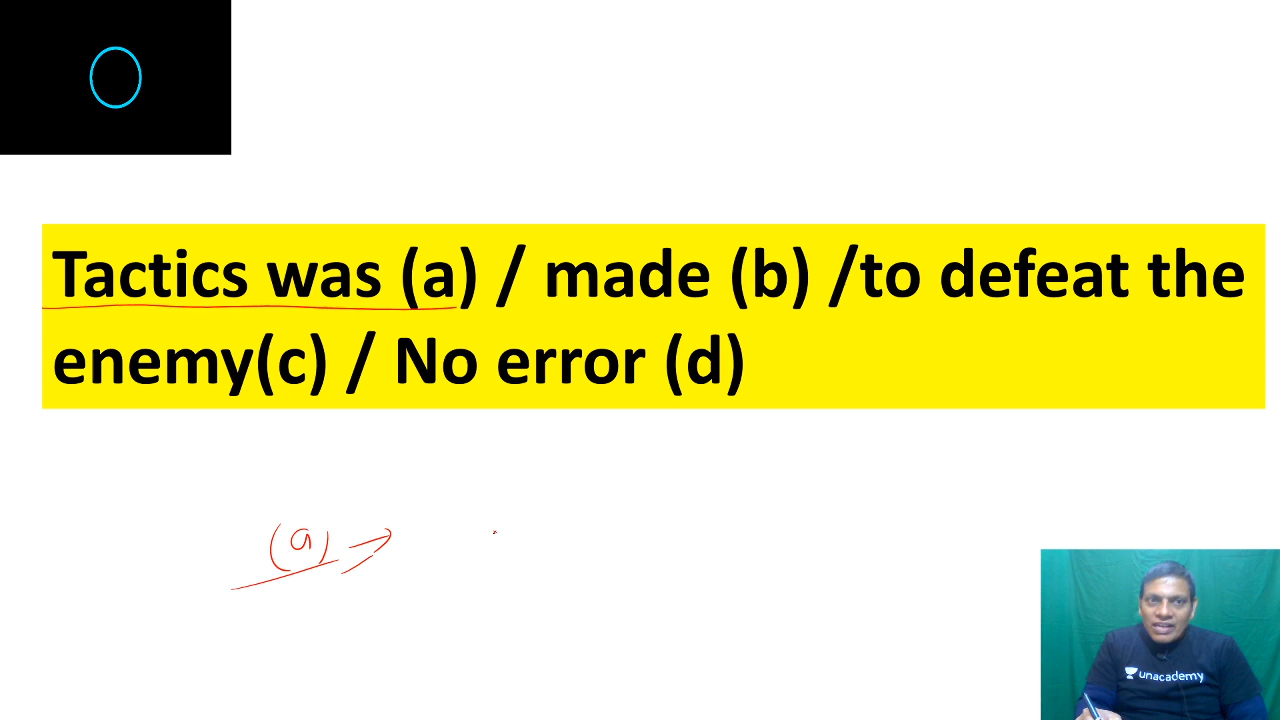 Tactics was (a) / made (b) /to defeat the
enemy(c) / No error (d)
(a) →
unacademy